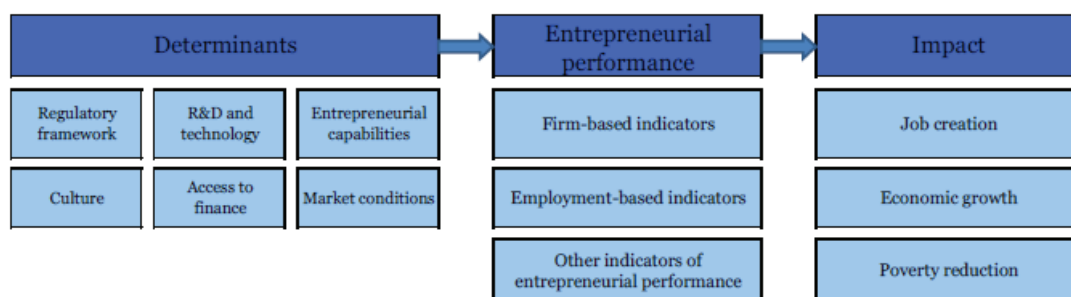 Determinants
Entrepreneurial
performance
Impact
Regulatory
framework
R&D and
technology
Entrepreneurial
capabilities
Firm-based indicators
Job creation
Culture
Access to
finance
Market conditions
Employment-based indicators
Economic growth
Other indicators of
entrepreneurial performance
Poverty reduction